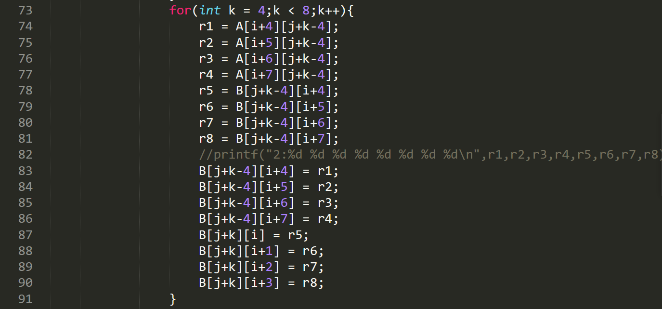 73 for(int k = 4;k < 8;k++){
74 r1 = A[i+4][j+k-4];
75 r2 = A[i+5][j+k-4];
76 r3 = A[i+6][j+k-4];
77 r4 = A[i+7][j+k-4];
78 r5 = B[j+k-4][i+4];
79 r6 = B[j+k-4][i+5];
80 r7 = B[j+k-4][i+6];
81 r8 = B[j+k-4][i+7];
82 //printf("2:%d %d %d %d %d %d %d %d\n",r1,r2,r3,r4,r5,r6,r7,r8)
83 B[j+k-4][i+4] = r1;
84 B[j+k-4][i+5] = r2;
85 B[j+k-4][i+6] = r3;
86 B[j+k-4][i+7] = r4;
87 B[j+k][i] = r5;
88 B[j+k][i+1] = r6;
89 B[j+k][i+2] = r7;
90 B[j+k][i+3] = r8;
91 }